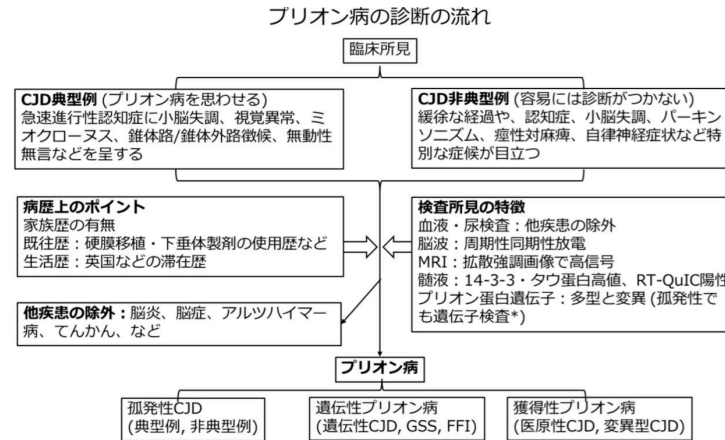 プリオン病の診断の流れ
臨床所見
CJD典型例 (プリオン病を思わせる)
急速進行性認知症に小脳失調、視覚異常、ミ
オクローヌス、錐体路/錐体外路徴候、無動性
無言などを呈する
CJD非典型例 (容易には診断がつかない)
緩徐な経過や、認知症、小脳失調、パーキン
ソニズム、痙性対麻痺、自律神経症状など特
別な症候が目立つ
病歴上のポイント
家族歴の有無
既往歴：硬膜移植・下垂体製剤の使用歴など
生活歴：英国などの滞在歴
検査所見の特徴
血液・尿検査：他疾患の除外
脳波：周期性同期性放電
MRI：拡散強調画像で高信号
髄液：14-3-3・タウ蛋白高値、RT-QuIC陽性
プリオン蛋白遺伝子：多型と変異 (孤発性で
も遺伝子検査*)
他疾患の除外：脳炎、脳症、アルツハイマー
病、てんかん、など
プリオン病
孤発性CJD
(典型例, 非典型例)
遺伝性プリオン病
(遺伝性CJD, GSS, FFI)
獲得性プリオン病
(医原性CJD, 変異型CJD)